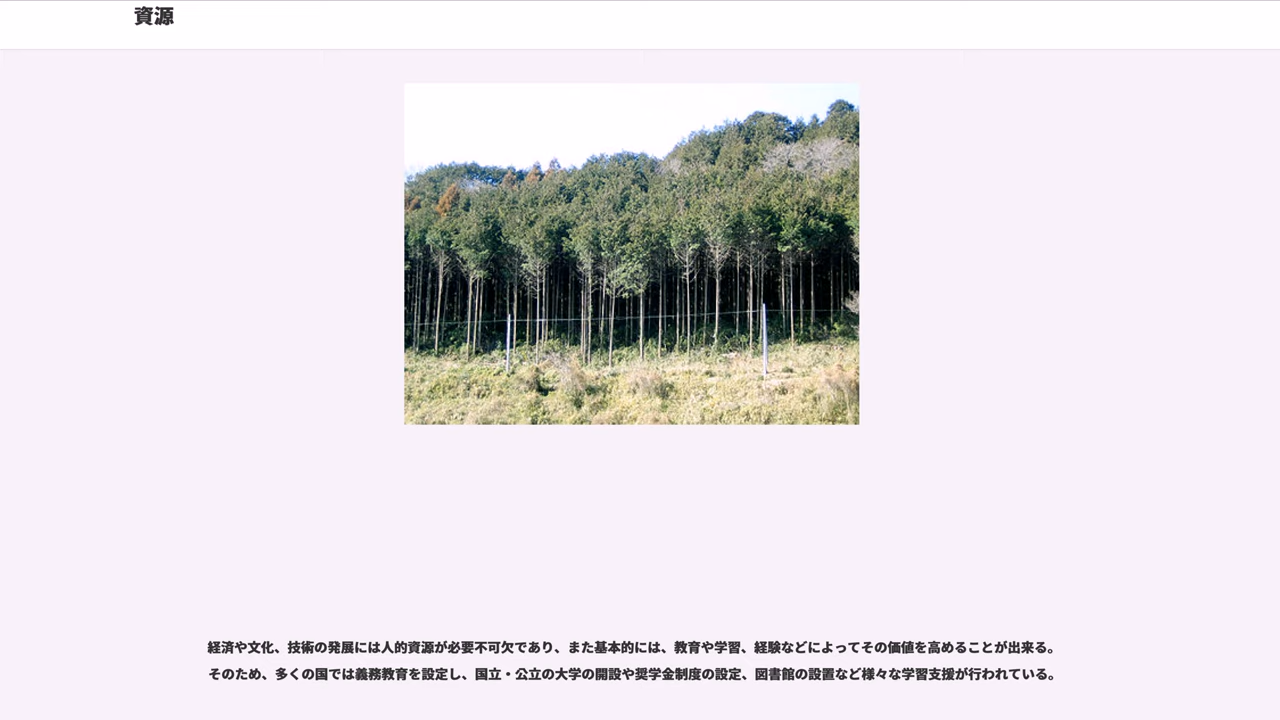 資源
経済や文化、技術の発展には人的資源が必要不可欠であり、また基本的には、教育や学習、経験などによってその価値を高めることが出来る。
そのため、多くの国では義務教育を設定し、国立・公立の大学の開設や奨学金制度の設定、図書館の設置など様々な学習支援が行われている。